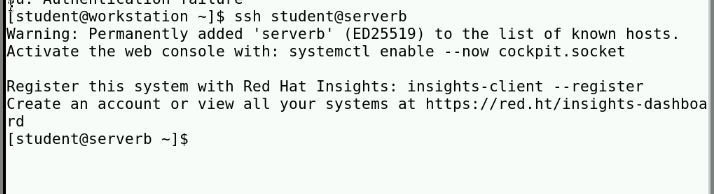 Authentication failure
[student@workstation ~]$ ssh student@serverb
Warning: Permanently added 'serverb' (ED25519) to the list of known hosts.
Activate the web console with: systemctl enable --now cockpit.socket
Register this system with Red Hat Insights: insights-client --register
Create an account or view all your systems at https://red.ht/insights-dashboa
rd
[student@serverb ~]$